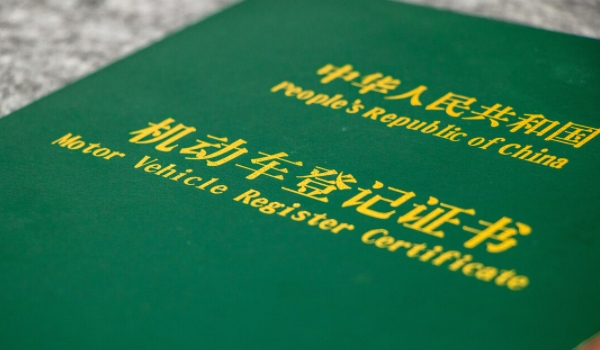 中华人民共和国
People's Republic of China
机动车登记证书
Motor Vehicle Register Certificate